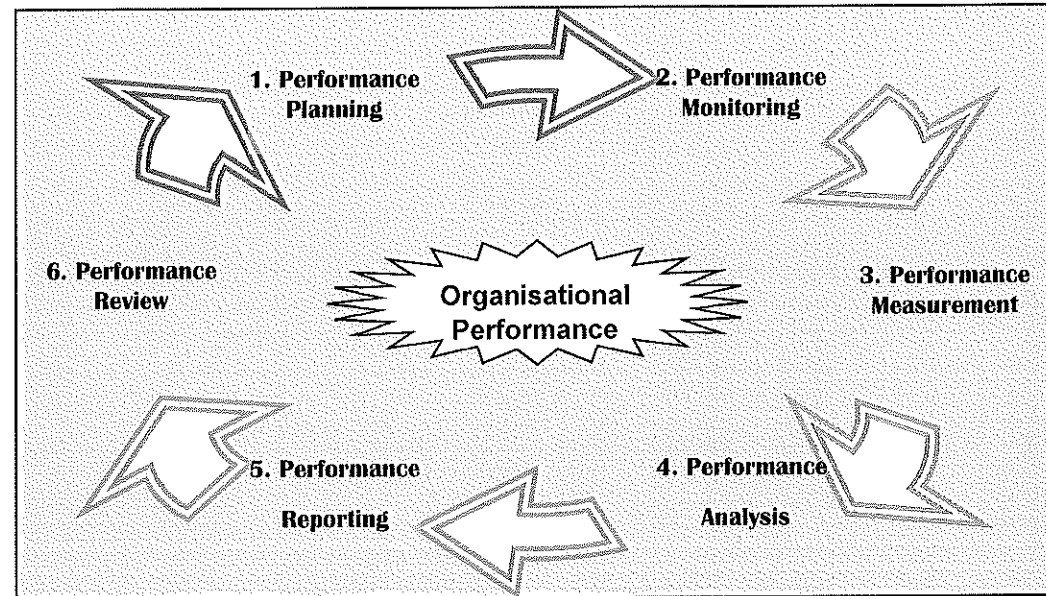 1. Performance
Planning
2. Performance
Monitoring
3. Performance
Measurement
4. Performance
Analysis
5. Performance
Reporting
6. Performance
Review
Organisational
Performance